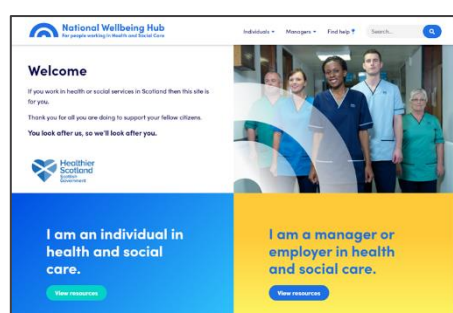 National Wellbeing Hub
For people working in Health and Social Care
Individuals
Managers
Find help
Search...
Welcome
If you work in health or social services in Scotland then this site is
for you.
Thank you for all you are doing to support your fellow citizens.
You look after us, so we'll look after you.
Healthier
Scotland
Scottish
Government
I am an individual in
health and social
care.
View resources
I am a manager or
employer in health
and social care.
View resources